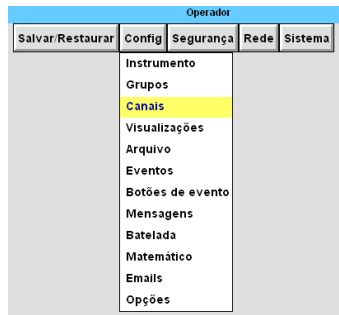 Operador
Salvar/Restaurar Config Segurança Rede Sistema
Instrumento
Grupos
Canais
Visualizações
Arquivo
Eventos
Botões de evento
Mensagens
Batelada
Matemático
Emails
Opções